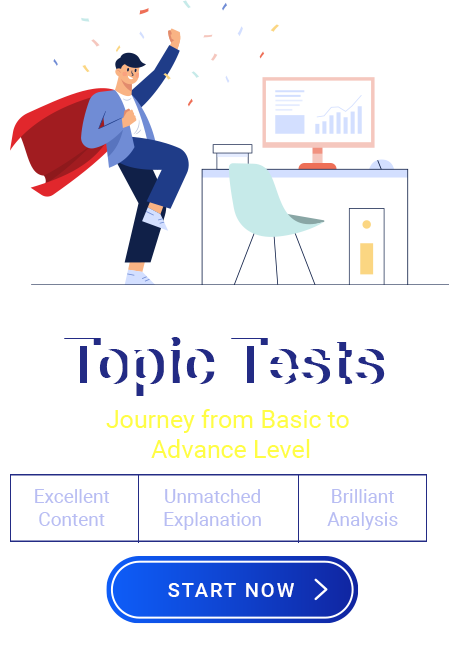 Topic Tests
Journey from Basic to
Advance Level
Excellent
Content
Unmatched
Explanation
Brilliant
Analysis
START NOW